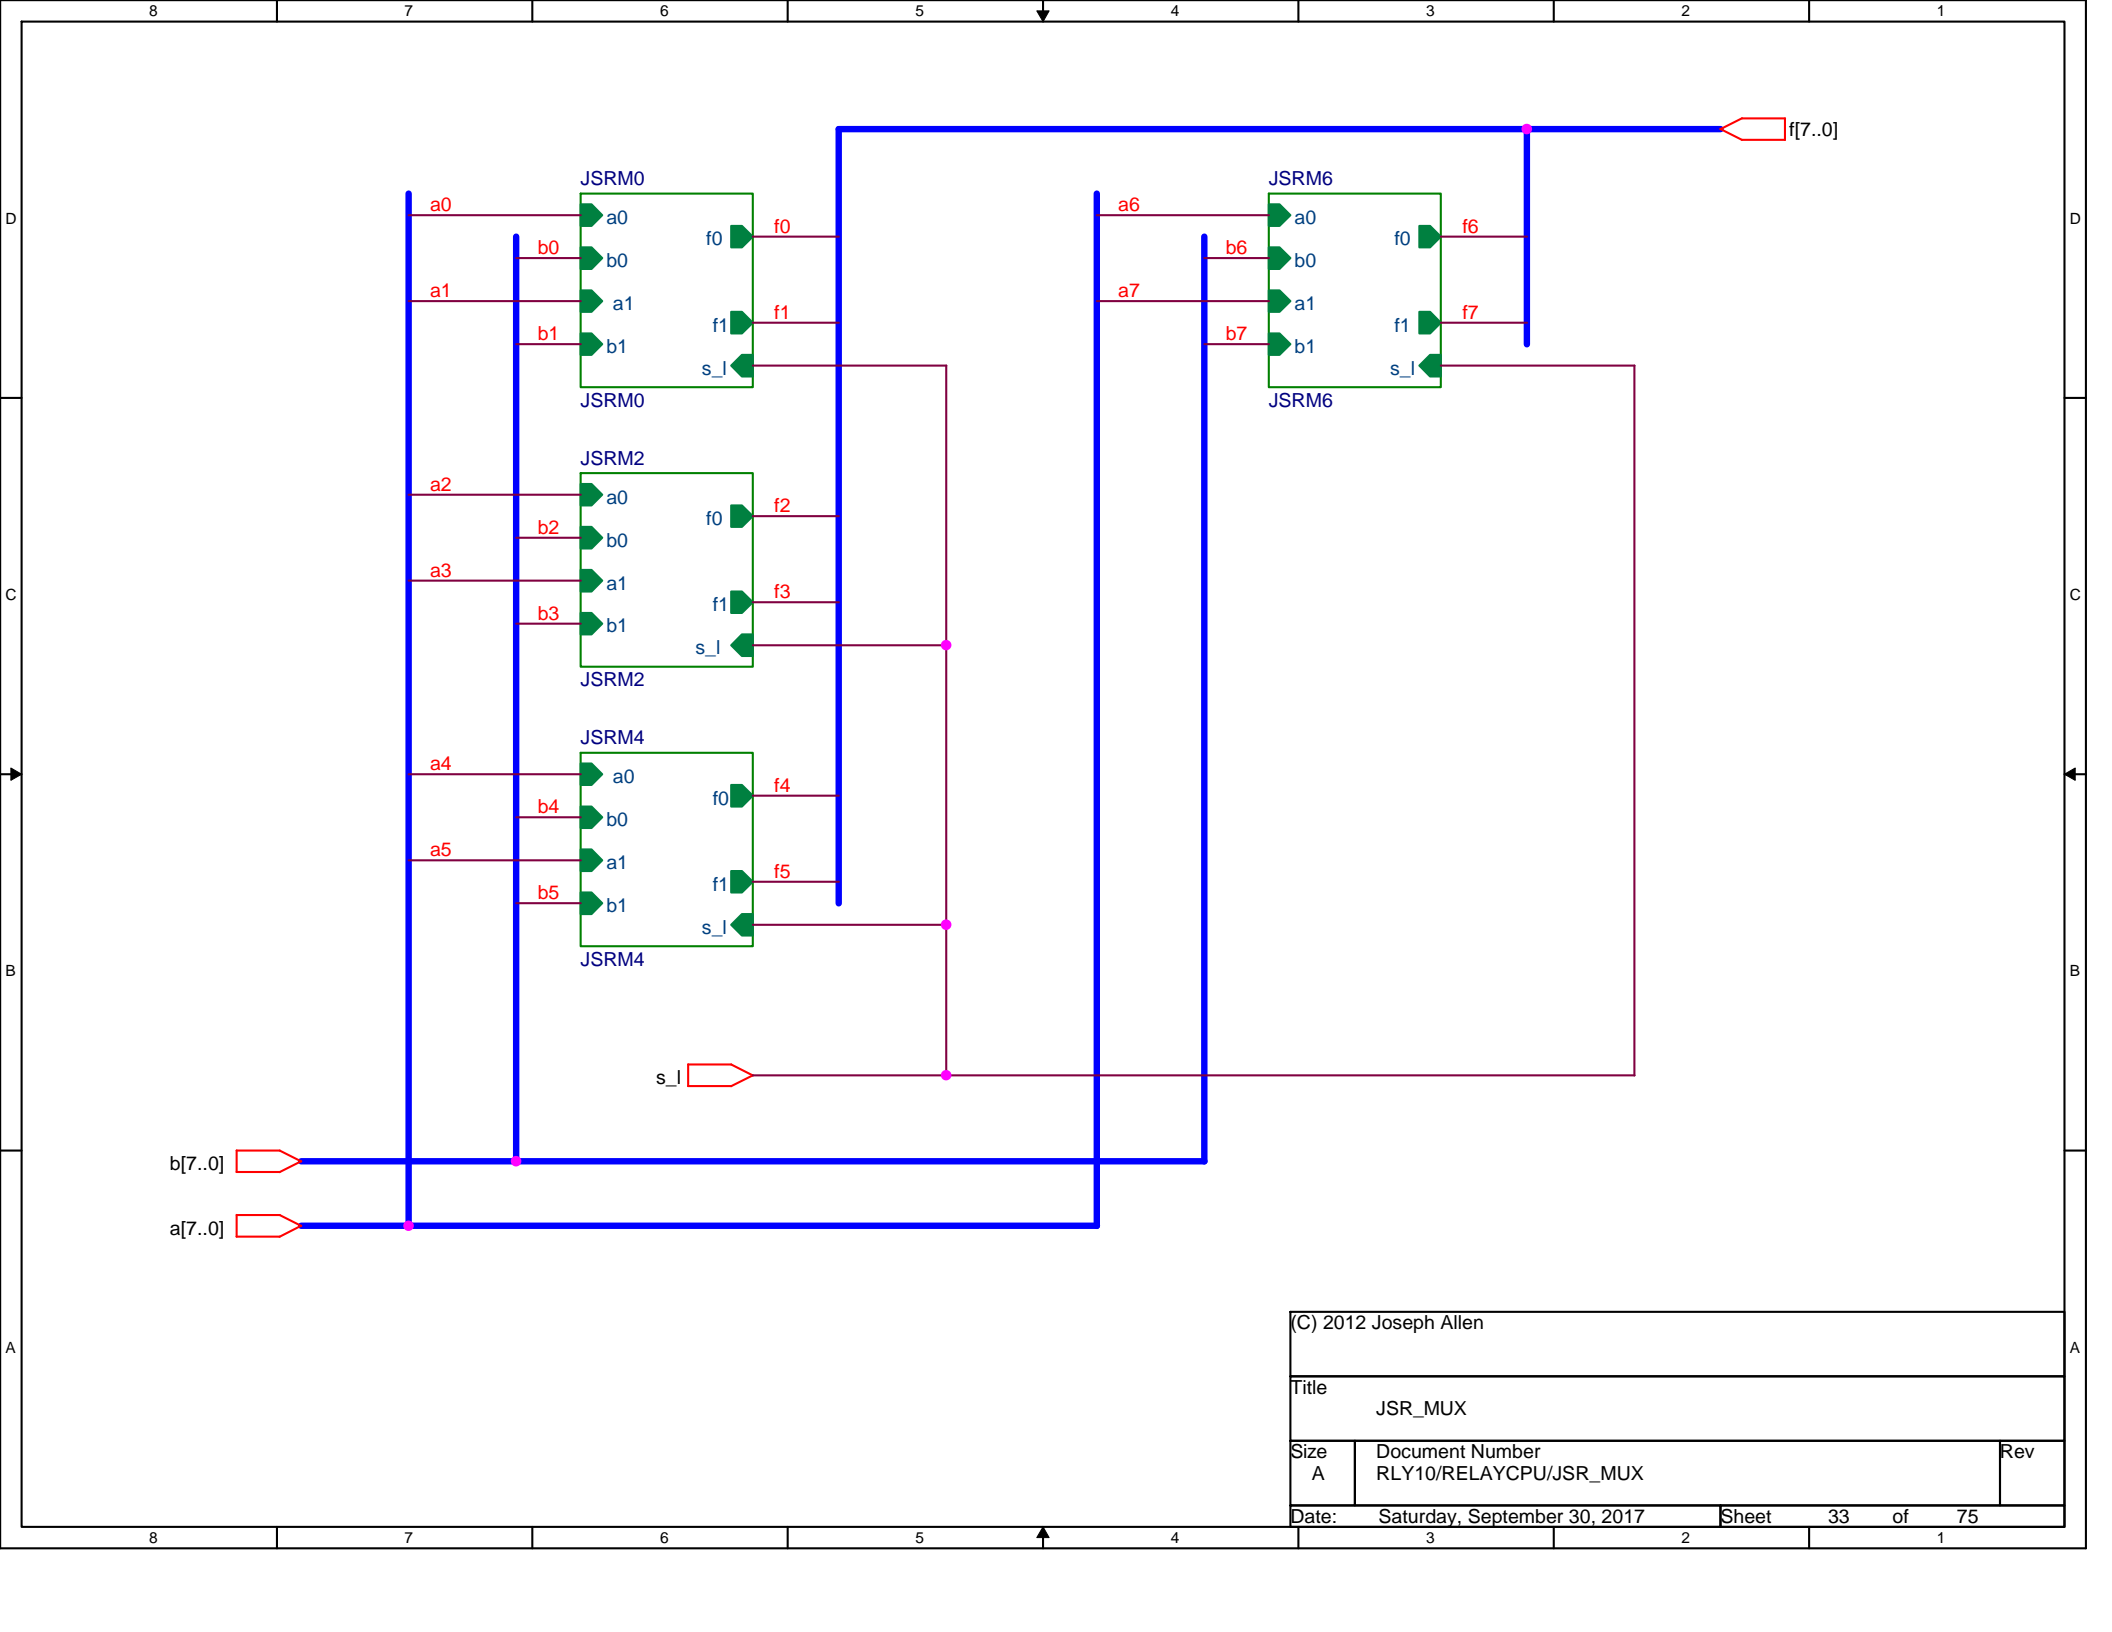 8 7 6 5 4 3 2 1
f[7..0]
JSRM0 JSRM6
a0 a0 a6 a0
D D
f0 f0 f0 f6
b0 b0 b6 b0
a1 a1 a7 a1
f1 f1 f1 f7
b1 b1 b7 b1
s_l s_l
JSRM0 JSRM6
JSRM2
a2 a0
f0 f2
b2 b0
a3 a1
C C
f1 f3
b3 b1
s_l
JSRM2
JSRM4
a4 a0
f0 f4
b4 b0
a5 a1
f1 f5
b5 b1
s_l
JSRM4
B B
s_l
b[7..0]
a[7..0]
(C) 2012 Joseph Allen
A A
Title
JSR_MUX
Size Document Number Rev
A RLY10/RELAYCPU/JSR_MUX
Date: Saturday, September 30, 2017 Sheet 33 of 75
8 7 6 5 4 3 2 1